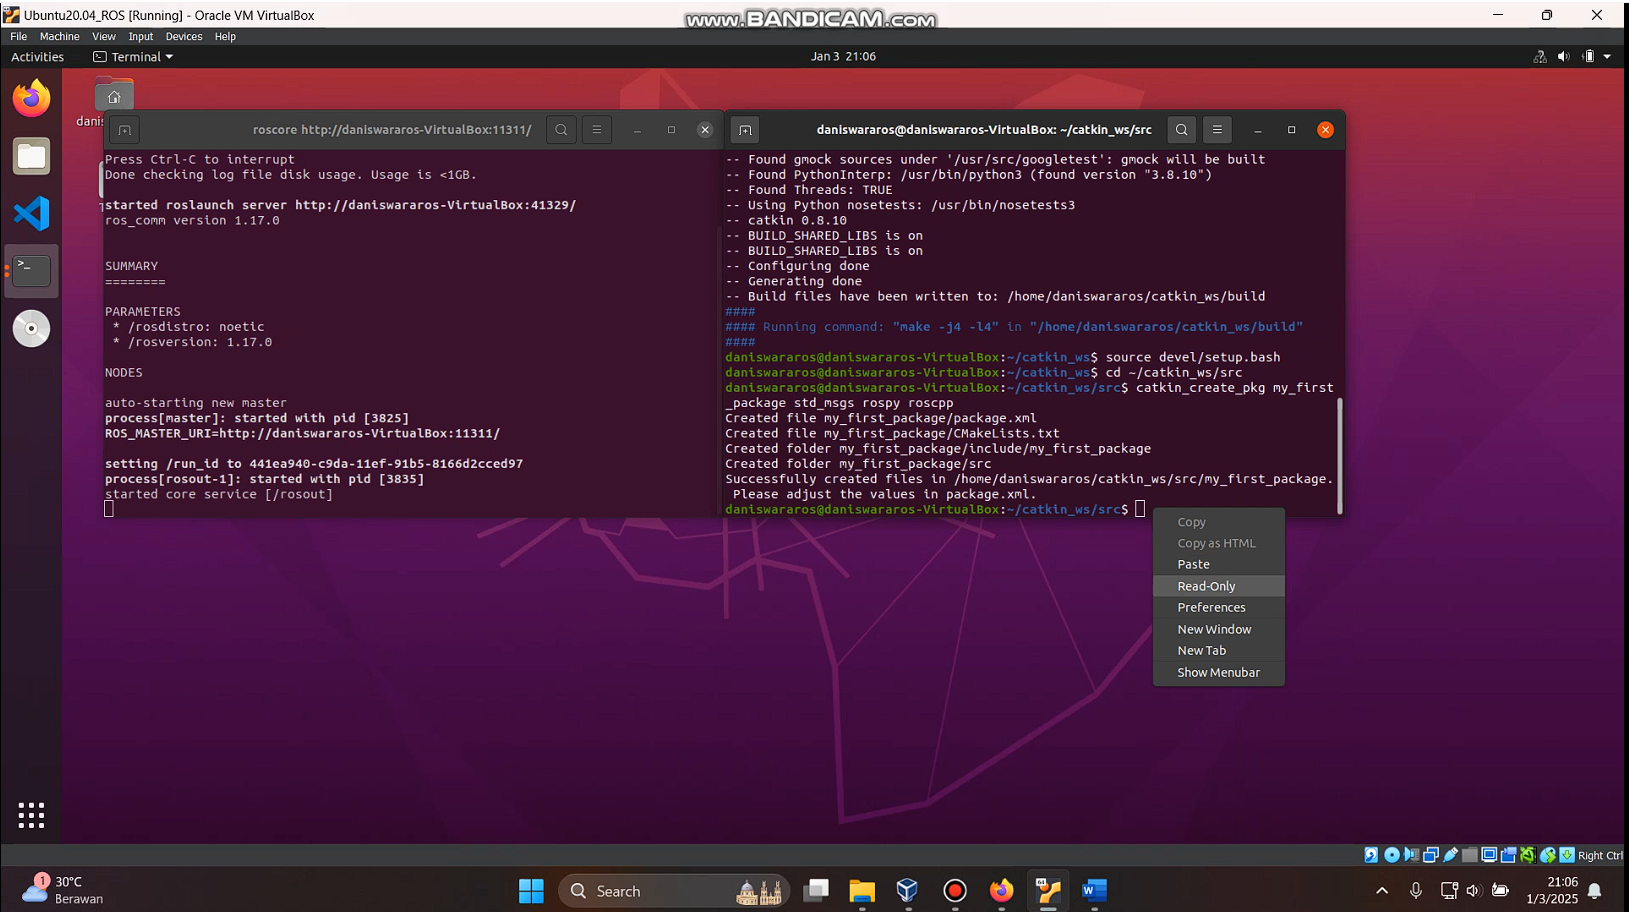 Ubuntu20.04_ROS [Running] - Oracle VM VirtualBox
www.BANDICAM.com
File Machine View Input Devices Help
Activities Terminal Jan 3 21:06
roscore http://daniswararos-VirtualBox:11311/
Press Ctrl-C to interrupt
Done checking log file disk usage. Usage is <1GB.
started roslaunch server http://daniswararos-VirtualBox:41329/
ros_comm version 1.17.0
SUMMARY
========
PARAMETERS
* /rosdistro: noetic
* /rosversion: 1.17.0
NODES
auto-starting new master
process[master]: started with pid [3825]
ROS_MASTER_URI=http://daniswararos-VirtualBox:11311/
setting /run_id to 441ea940-c9da-11ef-91b5-8166d2cced97
process[rosout-1]: started with pid [3835]
started core service [/rosout]
daniswararos@daniswararos-VirtualBox: ~/catkin_ws/src
-- Found gmock sources under '/usr/src/googletest': gmock will be built
-- Found PythonInterp: /usr/bin/python3 (found version "3.8.10")
-- Found Threads: TRUE
-- Using Python nosetests: /usr/bin/nosetests3
-- catkin 0.8.10
-- BUILD_SHARED_LIBS is on
-- BUILD_SHARED_LIBS is on
-- Configuring done
-- Generating done
-- Build files have been written to: /home/daniswararos/catkin_ws/build
####
#### Running command: "make -j4 -l4" in "/home/daniswararos/catkin_ws/build"
####
daniswararos@daniswararos-VirtualBox:~/catkin_ws$ source devel/setup.bash
daniswararos@daniswararos-VirtualBox:~/catkin_ws$ cd ~/catkin_ws/src
daniswararos@daniswararos-VirtualBox:~/catkin_ws/src$ catkin_create_pkg my_first
_package std_msgs rospy roscpp
Created file my_first_package/package.xml
Created file my_first_package/CMakeLists.txt
Created folder my_first_package/include/my_first_package
Created folder my_first_package/src
Successfully created files in /home/daniswararos/catkin_ws/src/my_first_package.
Please adjust the values in package.xml.
daniswararos@daniswararos-VirtualBox:~/catkin_ws/src$
Copy
Copy as HTML
Paste
Read-Only
Preferences
New Window
New Tab
Show Menubar
Right Ctrl
1
30°C
Berawan
Search
21:06
1/3/2025